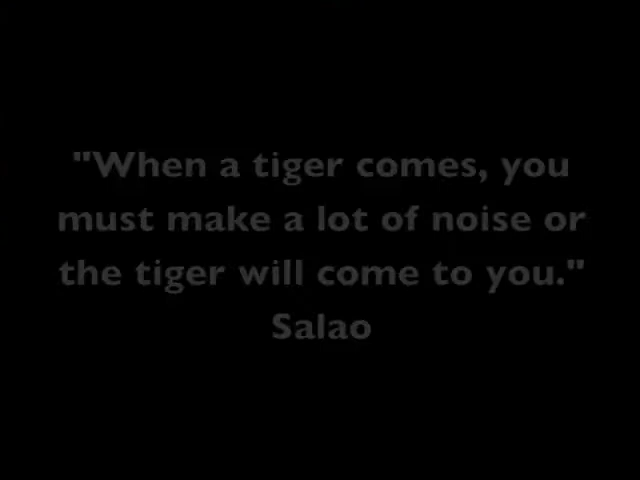 "When a tiger comes, you
must make a lot of noise or
the tiger will come to you."
Salao